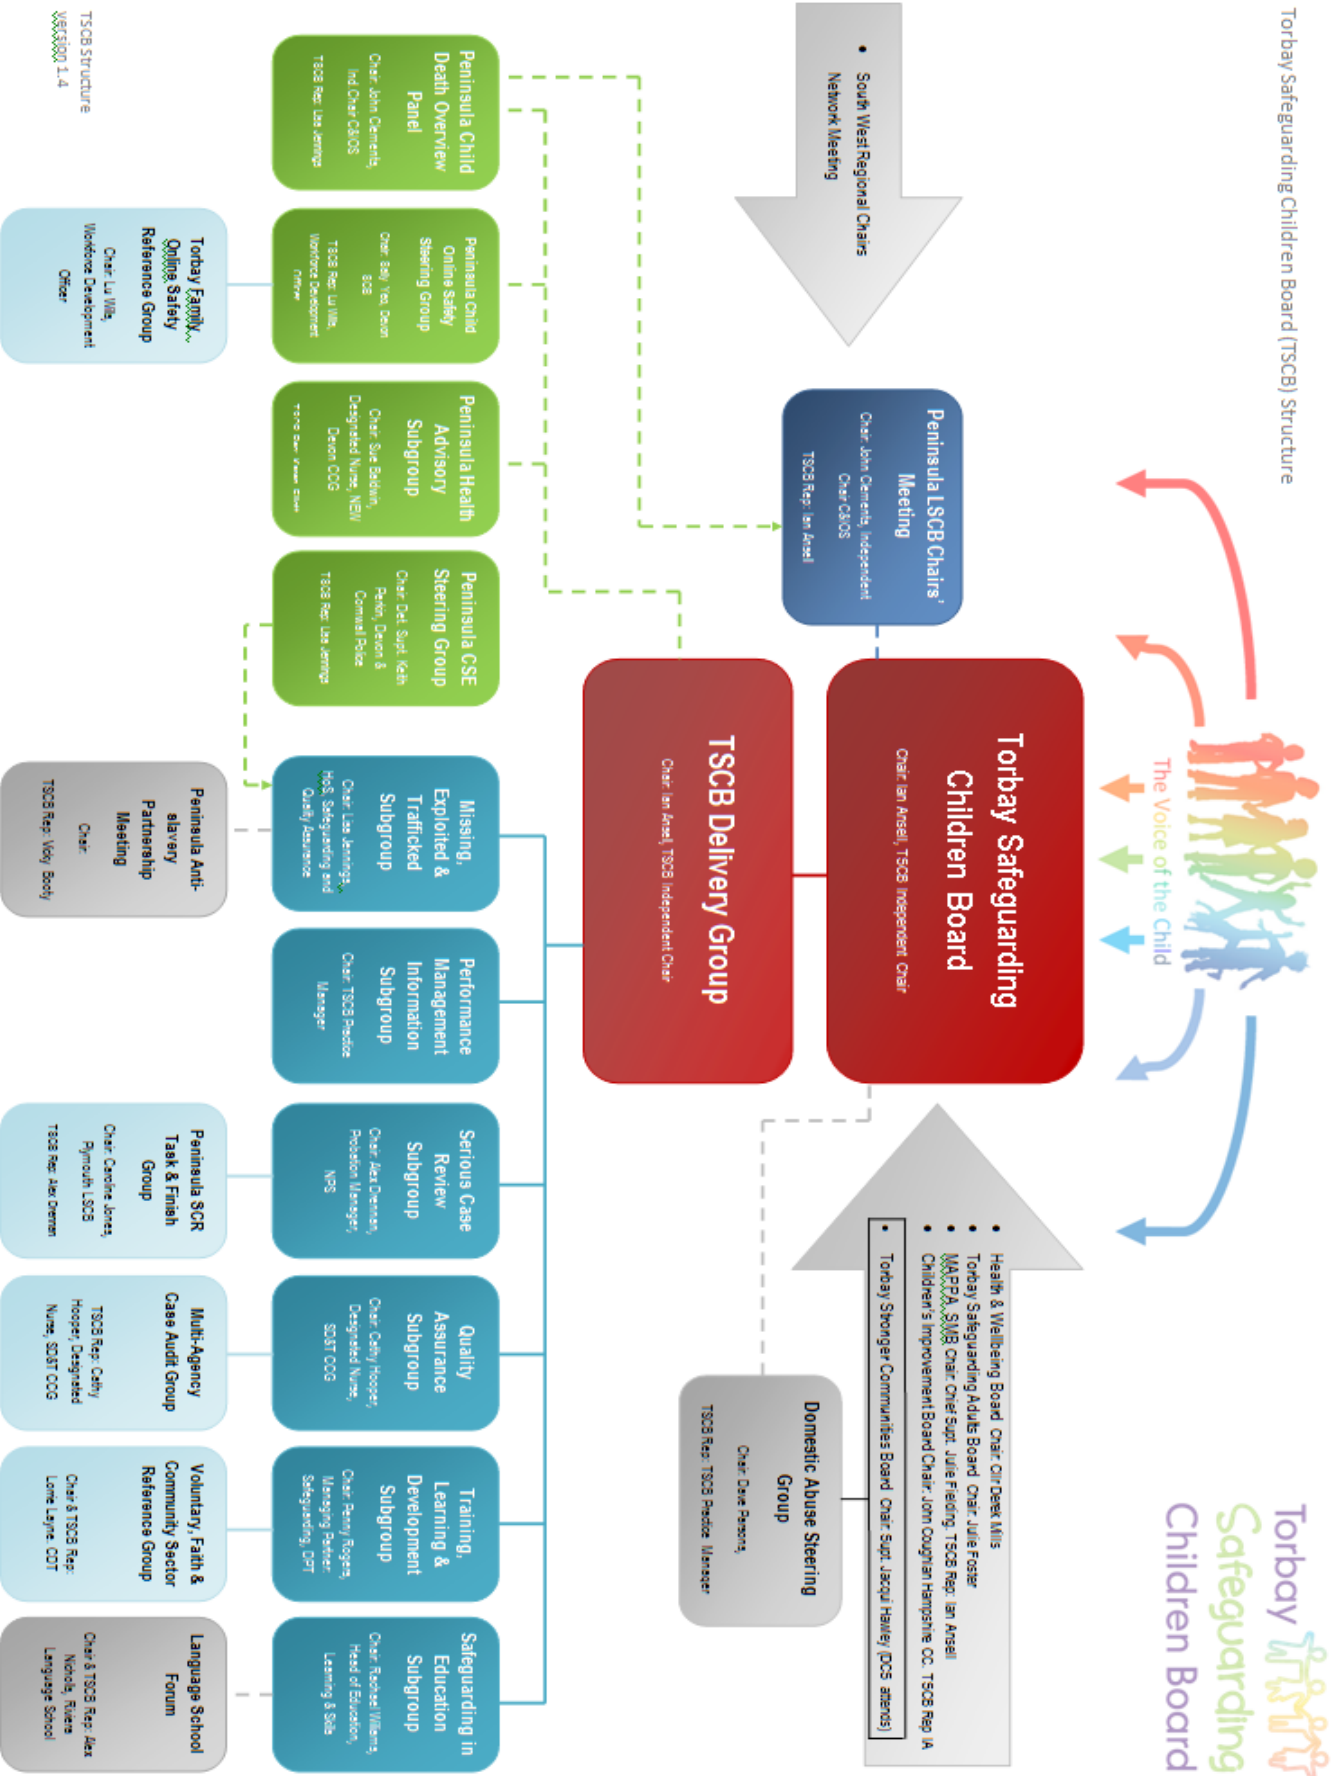 Torbay Safeguarding Children Board (TSCB) Structure
Torbay
Safeguarding
Children Board
The Voice of the Child
South West Regional Chairs
Network Meeting
Peninsula LSCB Chairs'
Meeting
Chair: John Clements, Independent
Chair C&IOS
TSCB Rep: Ian Ansell
Torbay Safeguarding
Children Board
Chair: Ian Ansell, TSCB Independent Chair
Health & Wellbeing Board Chair: Cllr Derek Mills
Torbay Safeguarding Adults Board Chair: Julie Foster
MAPPA SMB Chair: Chief Supt. Julie Fielding. TSCB Rep: Ian Ansell
Children's Improvement Board Chair: John Coughlan Hampshire CC. TSCB Rep IA
Torbay Stronger Communities Board Chair: Supt. Jacqui Hawley (DCS attends)
TSCB Delivery Group
Chair: Ian Ansell, TSCB Independent Chair
Domestic Abuse Steering
Group
Chair: Dave Parsons,
TSCB Rep: TSCB Practice Manager
Peninsula Child
Death Overview
Panel
Chair: John Clements,
Ind.Chair C&IOS
TSCB Rep: Lisa Jennings
Peninsula Child
Online Safety
Steering Group
Chair: Sally Yeo, Devon
SCB
TSCB Rep: Lu Wills,
Workforce Development
Officer
Peninsula Health
Advisory
Subgroup
Chair: Sue Baldwin,
Designated Nurse, NEW
Devon CCG
Peninsula CSE
Steering Group
Chair: Det. Supt. Keith
Perkin, Devon &
Cornwall Police
TSCB Rep: Lisa Jennings
Missing,
Exploited &
Trafficked
Subgroup
Chair: Lisa Jennings,
HoS, Safeguarding and
Quality Assurance
Performance
Management
Information
Subgroup
Chair: TSCB Practice
Manager
Serious Case
Review
Subgroup
Chair: Alex Drennan,
Probation Manager,
NPS
Quality
Assurance
Subgroup
Chair: Cathy Hooper,
Designated Nurse,
SD&T CCG
Training,
Learning &
Development
Subgroup
Chair: Penny Rogers,
Managing Partner:
Safeguarding, DPT
Safeguarding in
Education
Subgroup
Chair: Rachael Williams,
Head of Education,
Learning & Skills
Torbay Family
Online Safety
Reference Group
Chair: Lu Wills,
Workforce Development
Officer
Peninsula Anti-
slavery
Partnership
Meeting
Chair:
TSCB Rep: Vicky Booty
Peninsula SCR
Task & Finish
Group
Chair: Caroline Jones,
Plymouth LSCB
TSCB Rep: Alex Drennan
Multi-Agency
Case Audit Group
TSCB Rep: Cathy
Hooper, Designated
Nurse, SD&T CCG
Voluntary, Faith &
Community Sector
Reference Group
Chair & TSCB Rep:
Lorrie Layne, CDT
Language School
Forum
Chair & TSCB Rep: Alex
Nicholls, Riviera
Language School
TSCB Structure
version 1.4